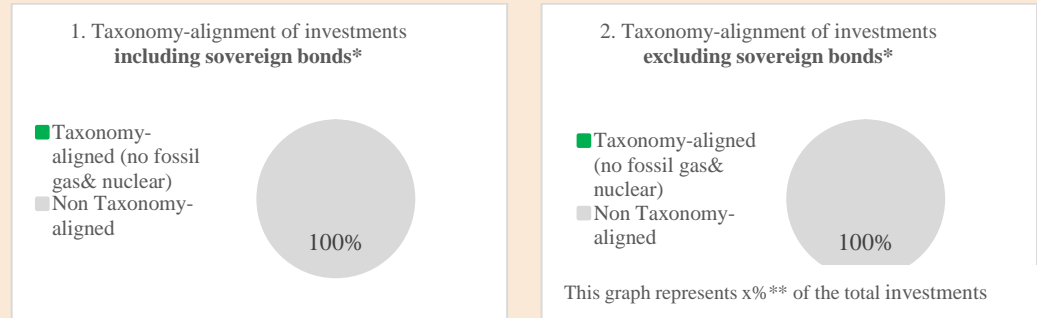 1. Taxonomy-alignment of investments
including sovereign bonds*
Taxonomy-
aligned (no fossil
gas& nuclear)
Non Taxonomy-
aligned
100%
2. Taxonomy-alignment of investments
excluding sovereign bonds*
Taxonomy-aligned
(no fossil gas&
nuclear)
Non Taxonomy-
aligned
100%
This graph represents x%** of the total investments